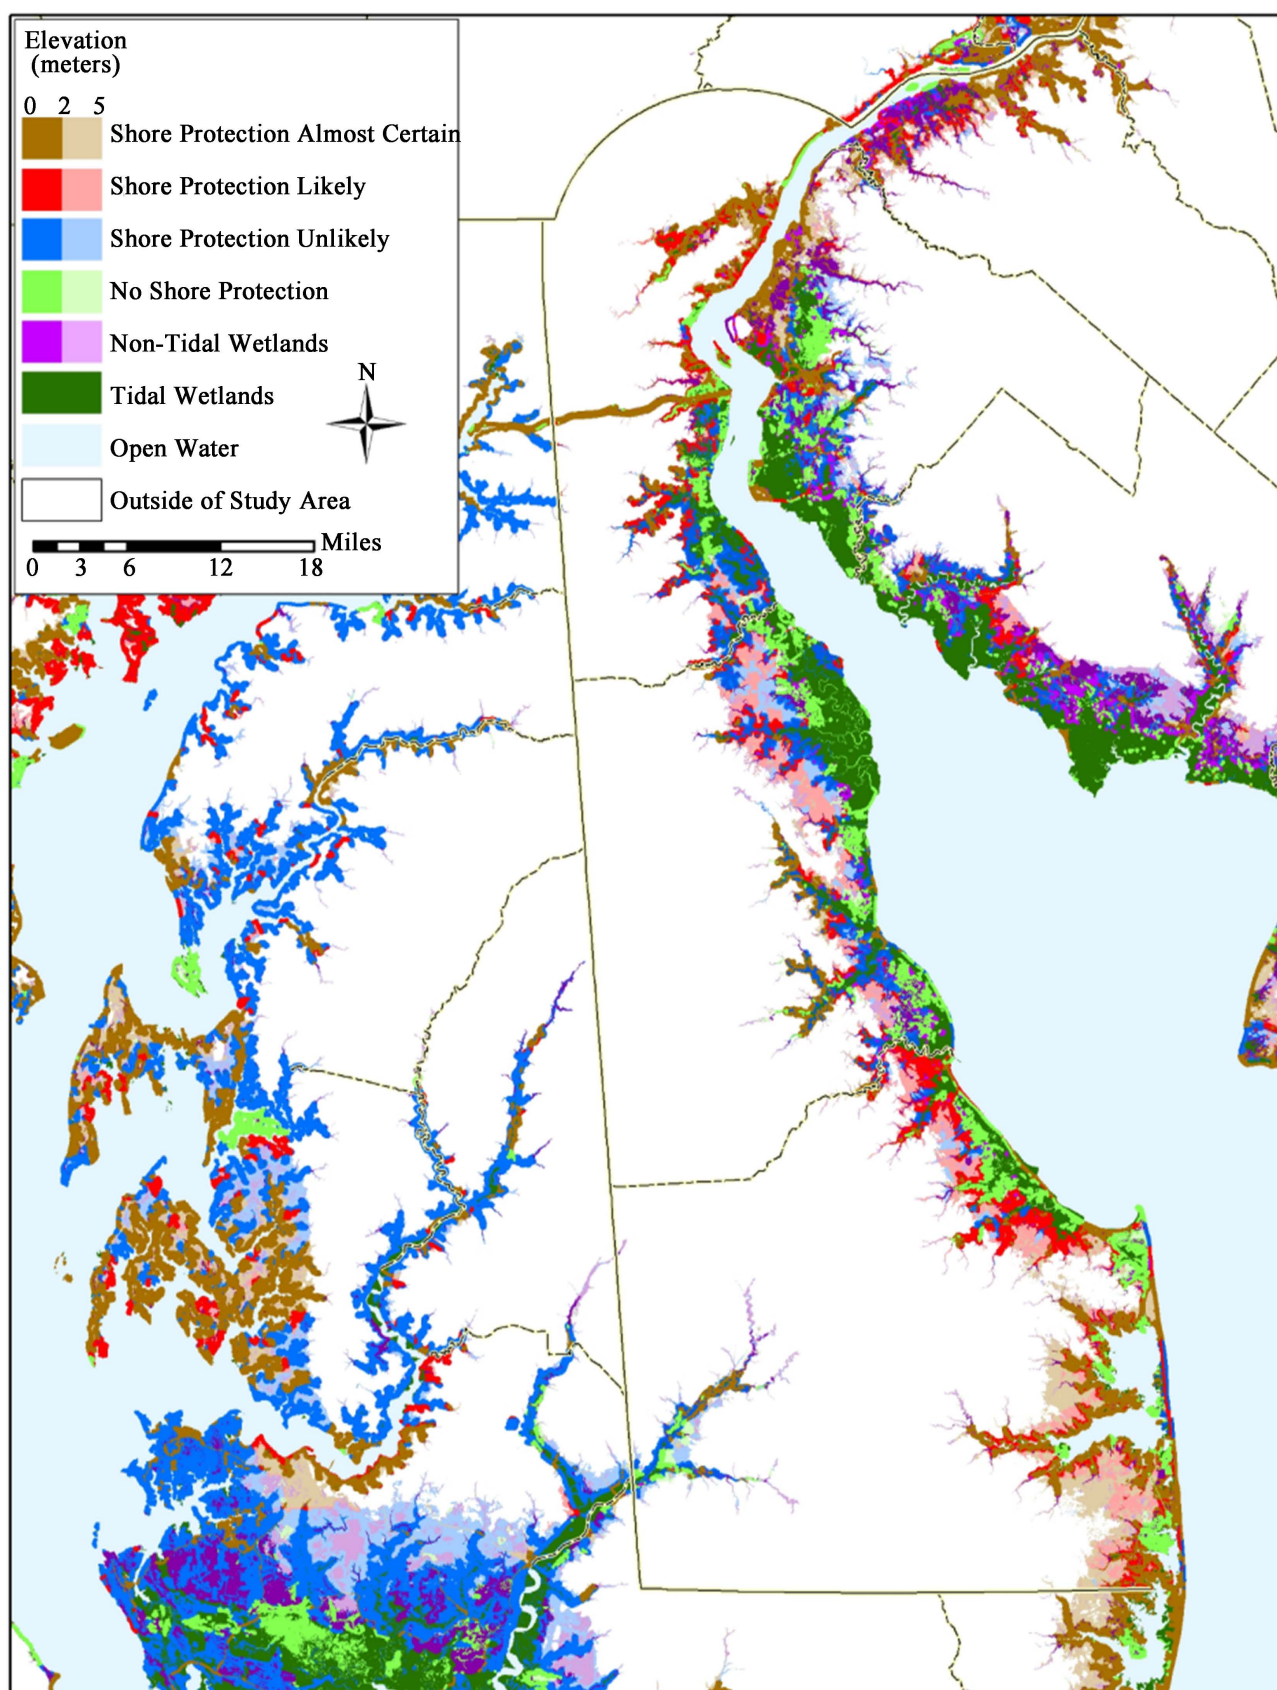 Elevation
(meters)
0 2 5
Shore Protection Almost Certain
Shore Protection Likely
Shore Protection Unlikely
No Shore Protection
Non-Tidal Wetlands
N
Tidal Wetlands
Open Water
Outside of Study Area
Miles
0 3 6 12 18